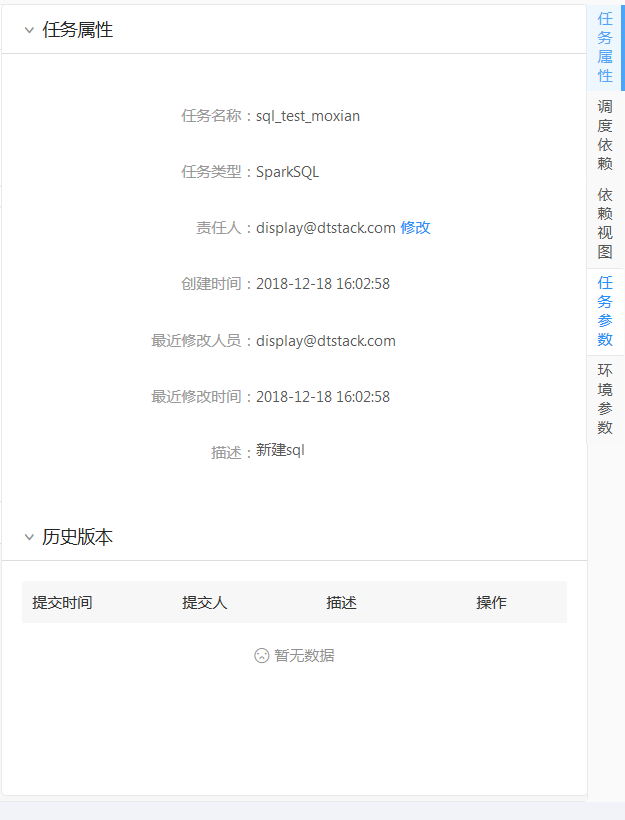 任务属性
任务名称：sql_test_moxian
任务类型：SparkSQL
责任人：display@dtstack.com 修改
创建时间：2018-12-18 16:02:58
最近修改人员：display@dtstack.com
最近修改时间：2018-12-18 16:02:58
描述：新建sql
历史版本
提交时间 提交人 描述 操作
暂无数据
任务属性
调度依赖
依赖视图
任务参数
环境参数